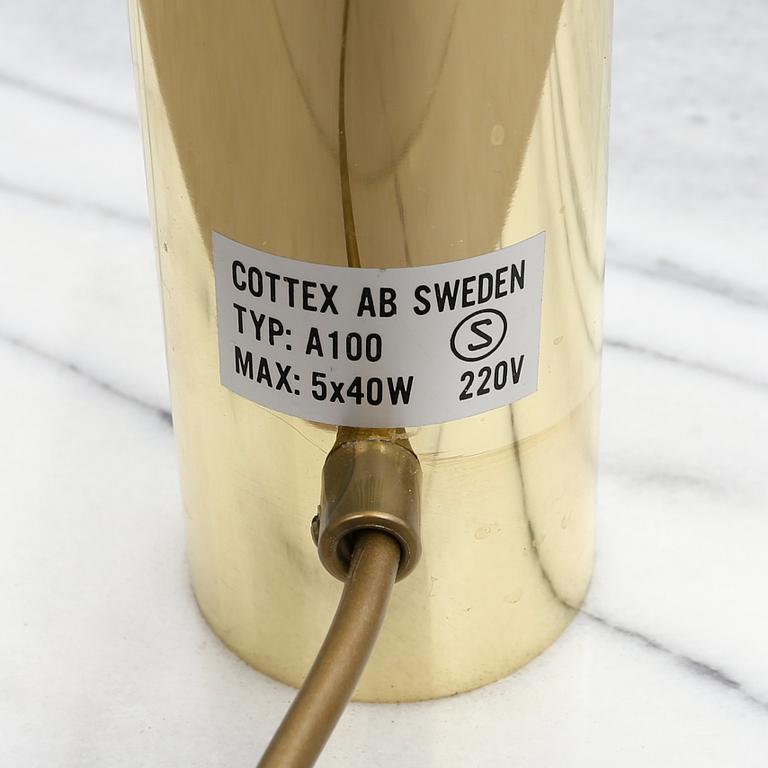 COTTEX AB SWEDEN
TYP: A100 Ⓢ
MAX: 5x40W 220V